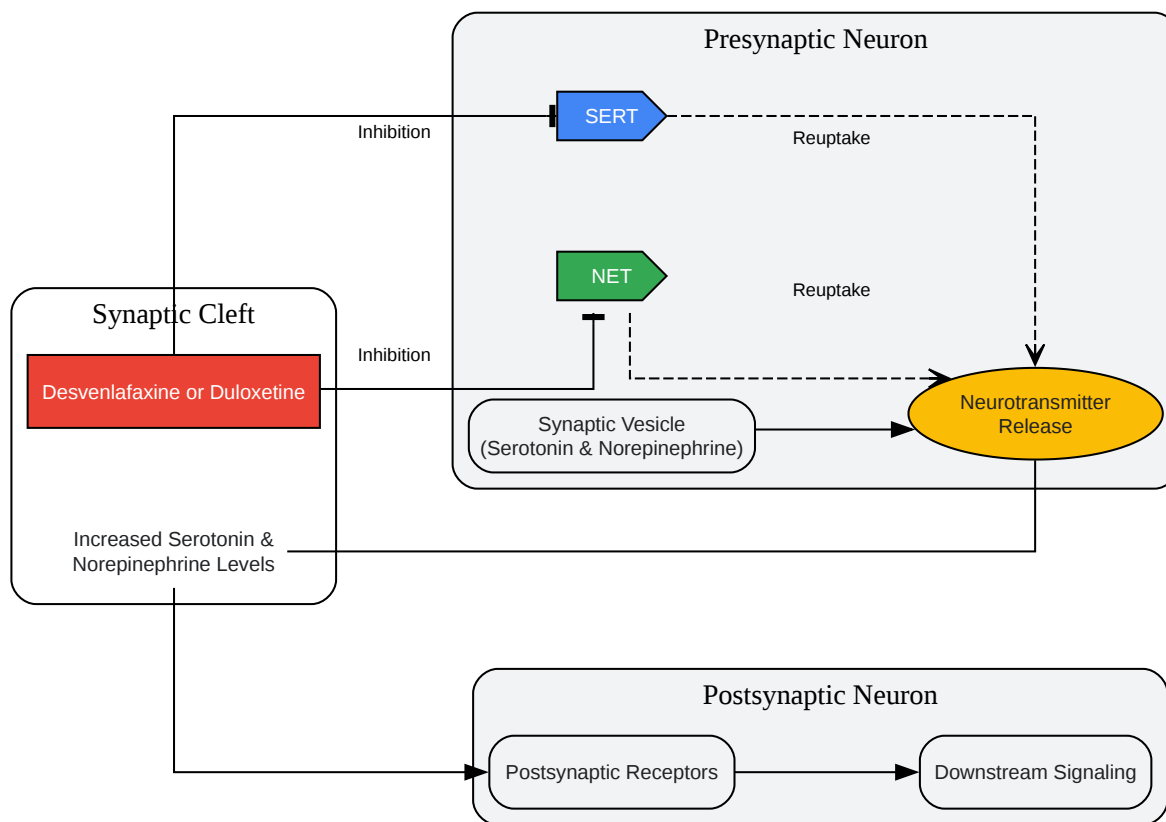 Presynaptic Neuron
SERT
Inhibition
Reuptake
NET
Reuptake
Synaptic Cleft
Inhibition
Desvenlafaxine or Duloxetine
Neurotransmitter
Release
Synaptic Vesicle
(Serotonin & Norepinephrine)
Increased Serotonin &
Norepinephrine Levels
Postsynaptic Neuron
Postsynaptic Receptors
Downstream Signaling